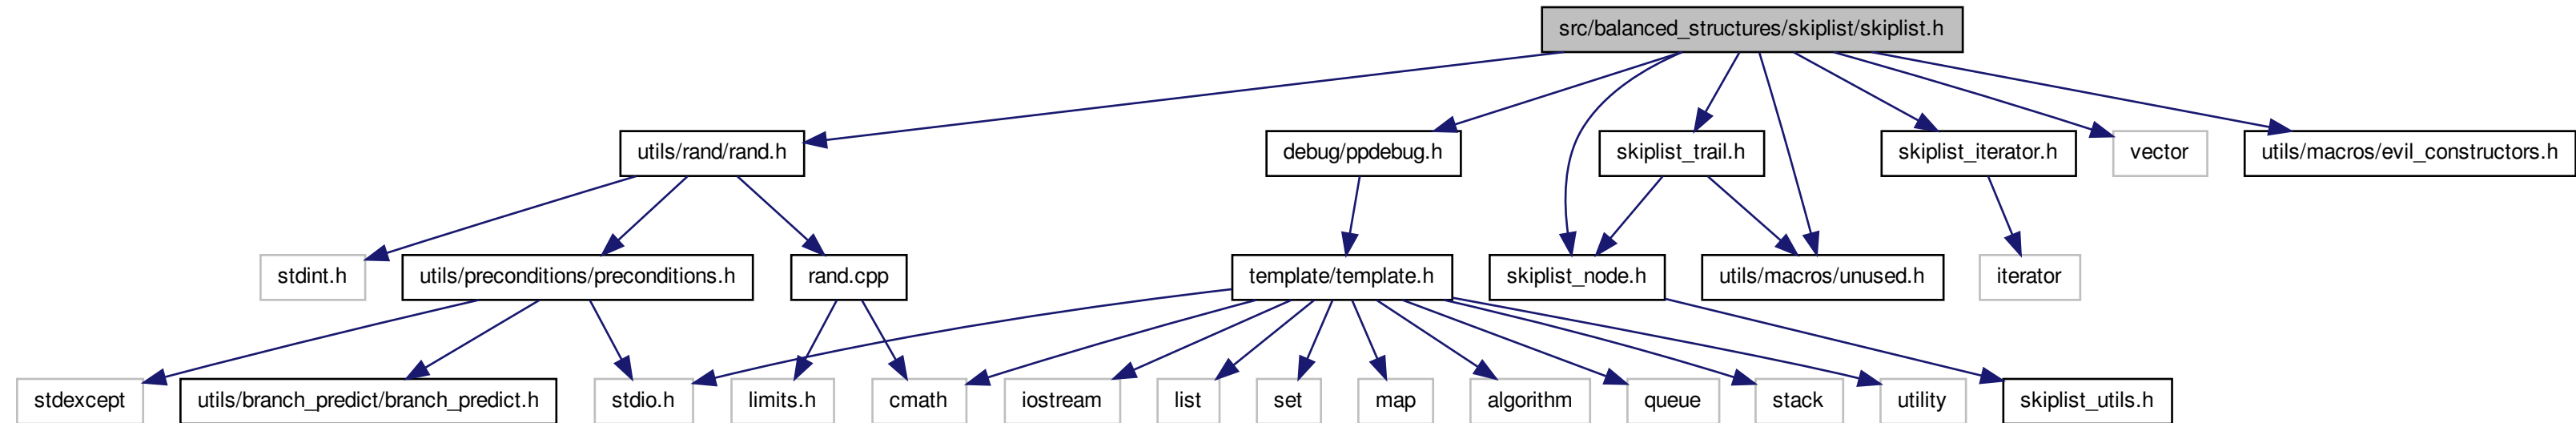 src/balanced_structures/skiplist/skiplist.h
utils/rand/rand.h
debug/ppdebug.h
skiplist_trail.h
skiplist_iterator.h
vector
utils/macros/evil_constructors.h
stdint.h
utils/preconditions/preconditions.h
rand.cpp
template/template.h
skiplist_node.h
utils/macros/unused.h
iterator
stdexcept
utils/branch_predict/branch_predict.h
stdio.h
limits.h
cmath
iostream
list
set
map
algorithm
queue
stack
utility
skiplist_utils.h